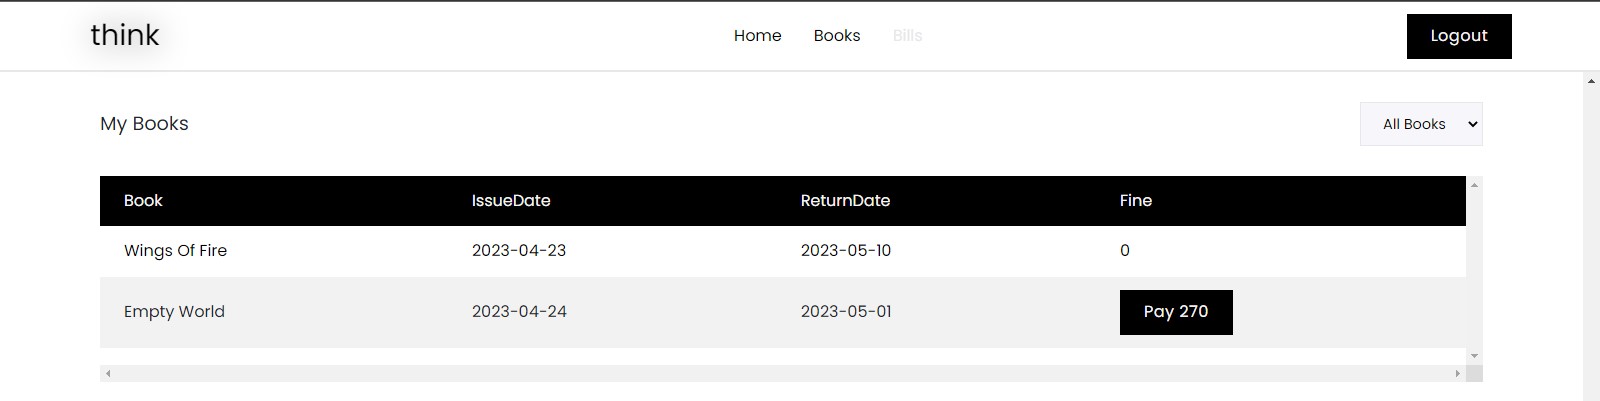 think Home Books Bills Logout
My Books All Books
Book IssueDate ReturnDate Fine
Wings Of Fire 2023-04-23 2023-05-10 0
Empty World 2023-04-24 2023-05-01 Pay 270